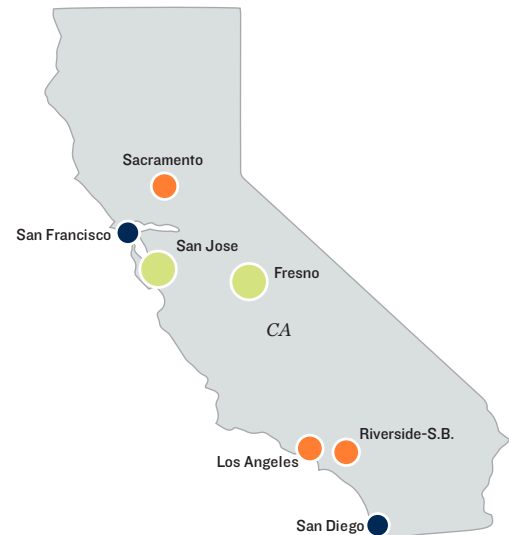 Sacramento
San Francisco
San Jose
Fresno
CA
Riverside-S.B.
Los Angeles
San Diego